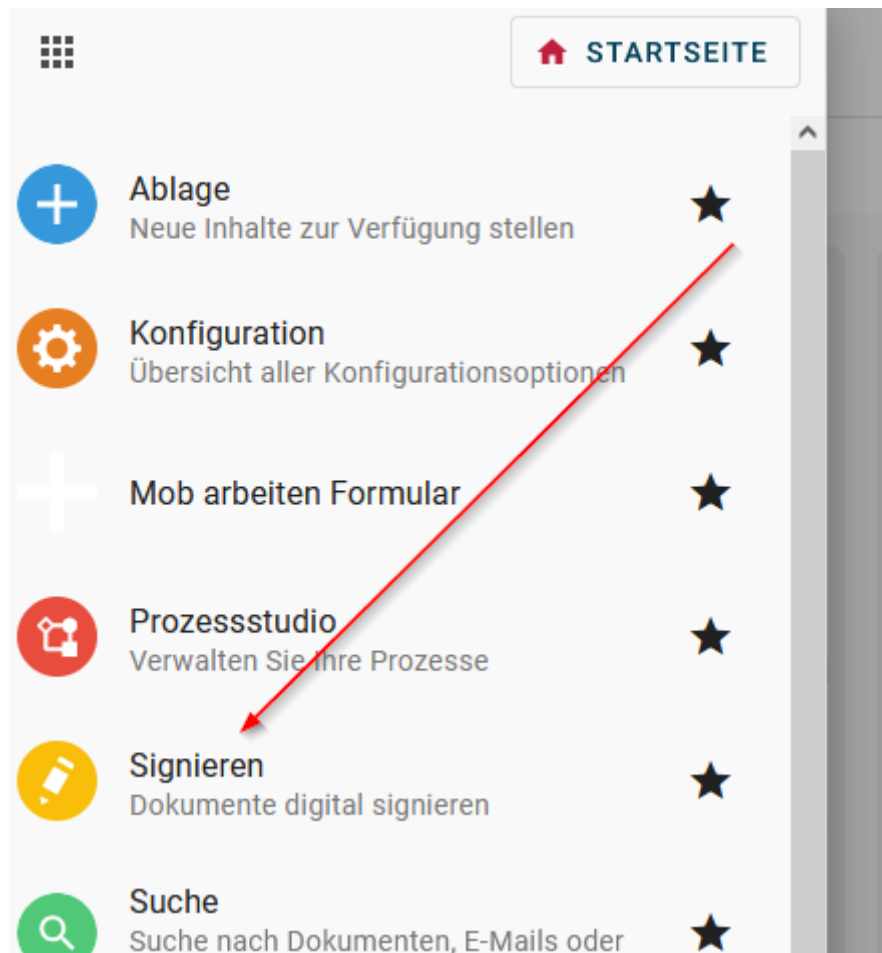 STARTSEITE
Ablage
Neue Inhalte zur Verfügung stellen
Konfiguration
Übersicht aller Konfigurationsoptionen
Mob arbeiten Formular
Prozessstudio
Verwalten Sie Ihre Prozesse
Signieren
Dokumente digital signieren
Suche
Suche nach Dokumenten, E-Mails oder